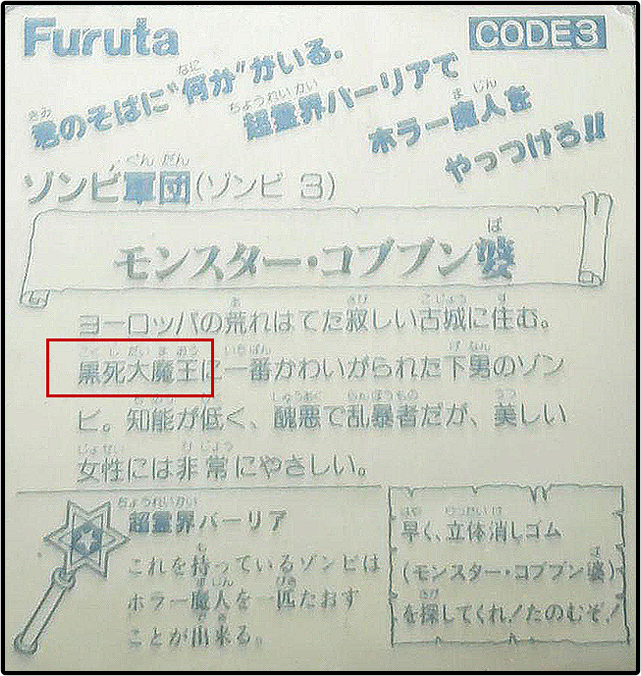 Furuta
CODE3
君のそばに“何か”がいる.
超霊界バーリアで
ホラー魔人を
やっつける!!
ゾンビ軍団(ゾンビ 3)
モンスター・コブブン婆
ヨーロッパの荒れはてた寂しい古城に住む。
黒死大魔王に一番かわいがられた下男のゾン
ビ。知能が低く、醜悪で乱暴者だが、美しい
女性には非常にやさしい。
超霊界バーリア
これを持っているゾンビは
ホラー魔人を一匹たおす
ことが出来る。
早く、立体消しゴム
(モンスター・コブブン婆)
を探してくれ!たのむぞ!